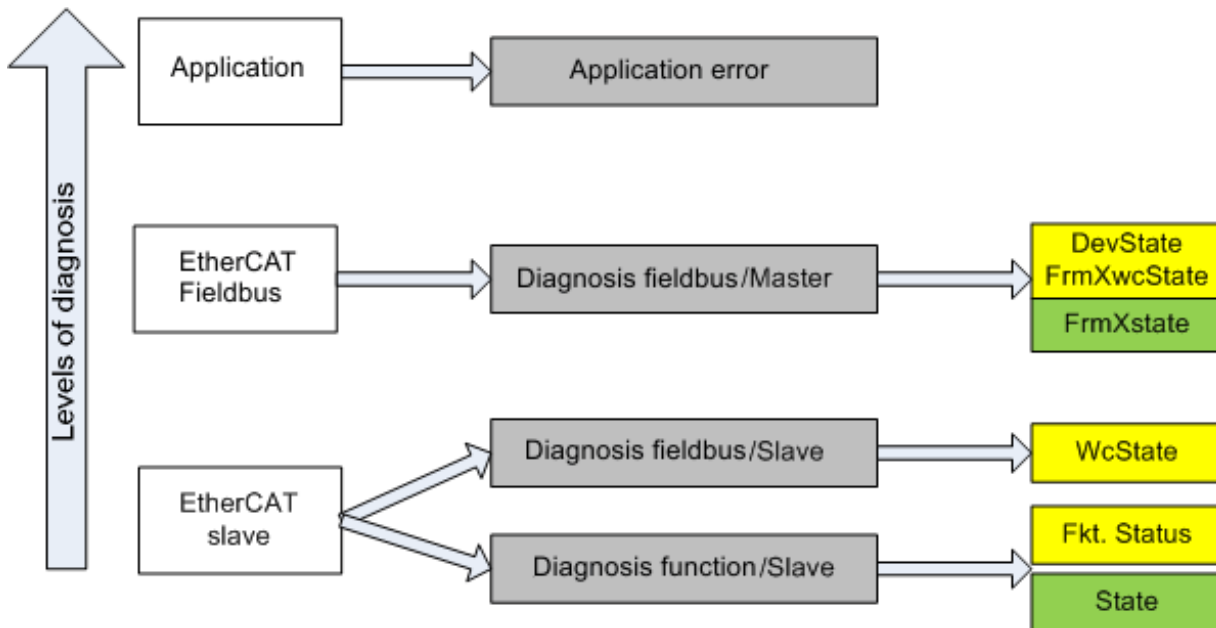 Levels of diagnosis
Application
Application error
EtherCAT
Fieldbus
Diagnosis fieldbus/Master
DevState
FrmXwcState
FrmXstate
EtherCAT
slave
Diagnosis fieldbus/Slave
WcState
Diagnosis function/Slave
Fkt. Status
State